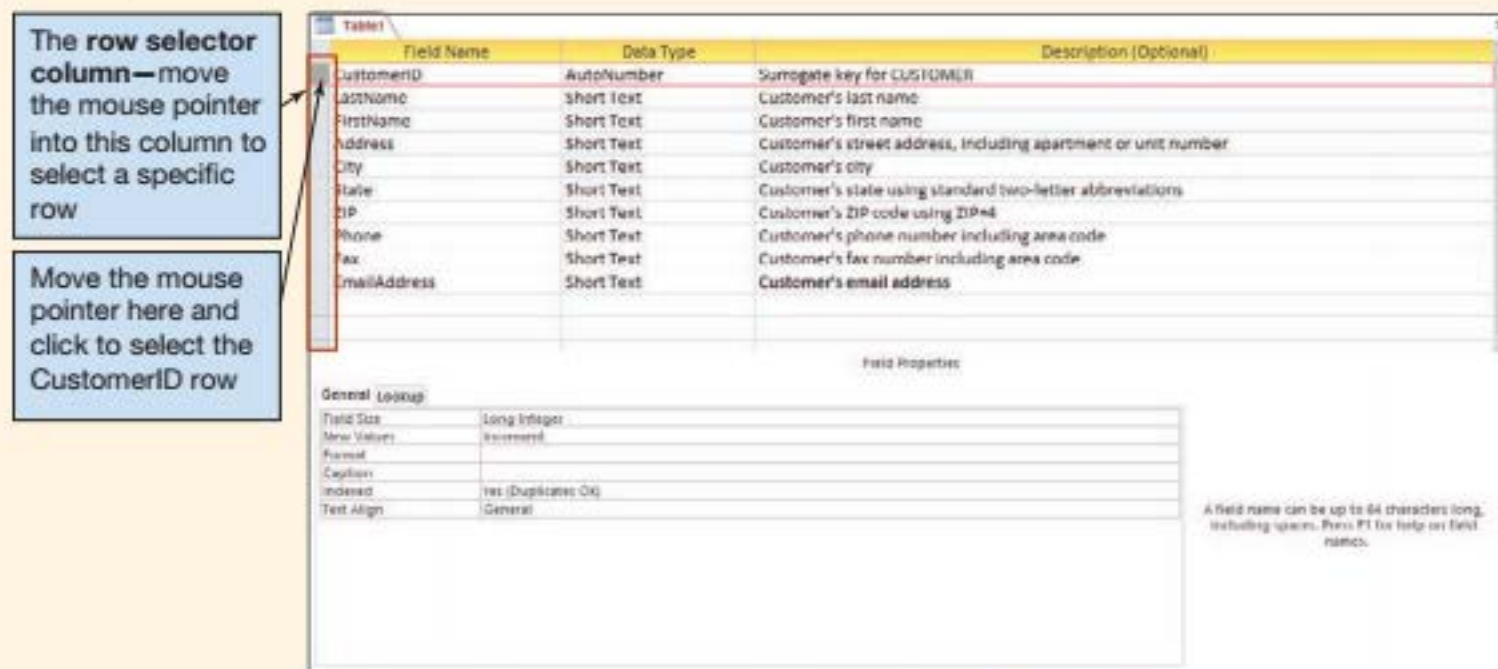 The row selector
column—move
the mouse pointer
into this column to
select a specific
row
Move the mouse
pointer here and
click to select the
CustomerID row
Table1
Field Name Data Type Description (Optional)
CustomerID AutoNumber Surrogate key for CUSTOMER
LastName Short Text Customer's last name
FirstName Short Text Customer's first name
Address Short Text Customer's street address, including apartment or unit number
City Short Text Customer's city
State Short Text Customer's state using standard two-letter abbreviations
ZIP Short Text Customer's ZIP code using ZIP+4
Phone Short Text Customer's phone number including area code
Fax Short Text Customer's fax number including area code
EmailAddress Short Text Customer's email address
Field Properties
General Lookup
Field Size Long Integer
New Values Increment
Format
Caption
Indexed Yes (Duplicates OK)
Text Align General
A field name can be up to 64 characters long,
including spaces. Press F1 for help on field
names.